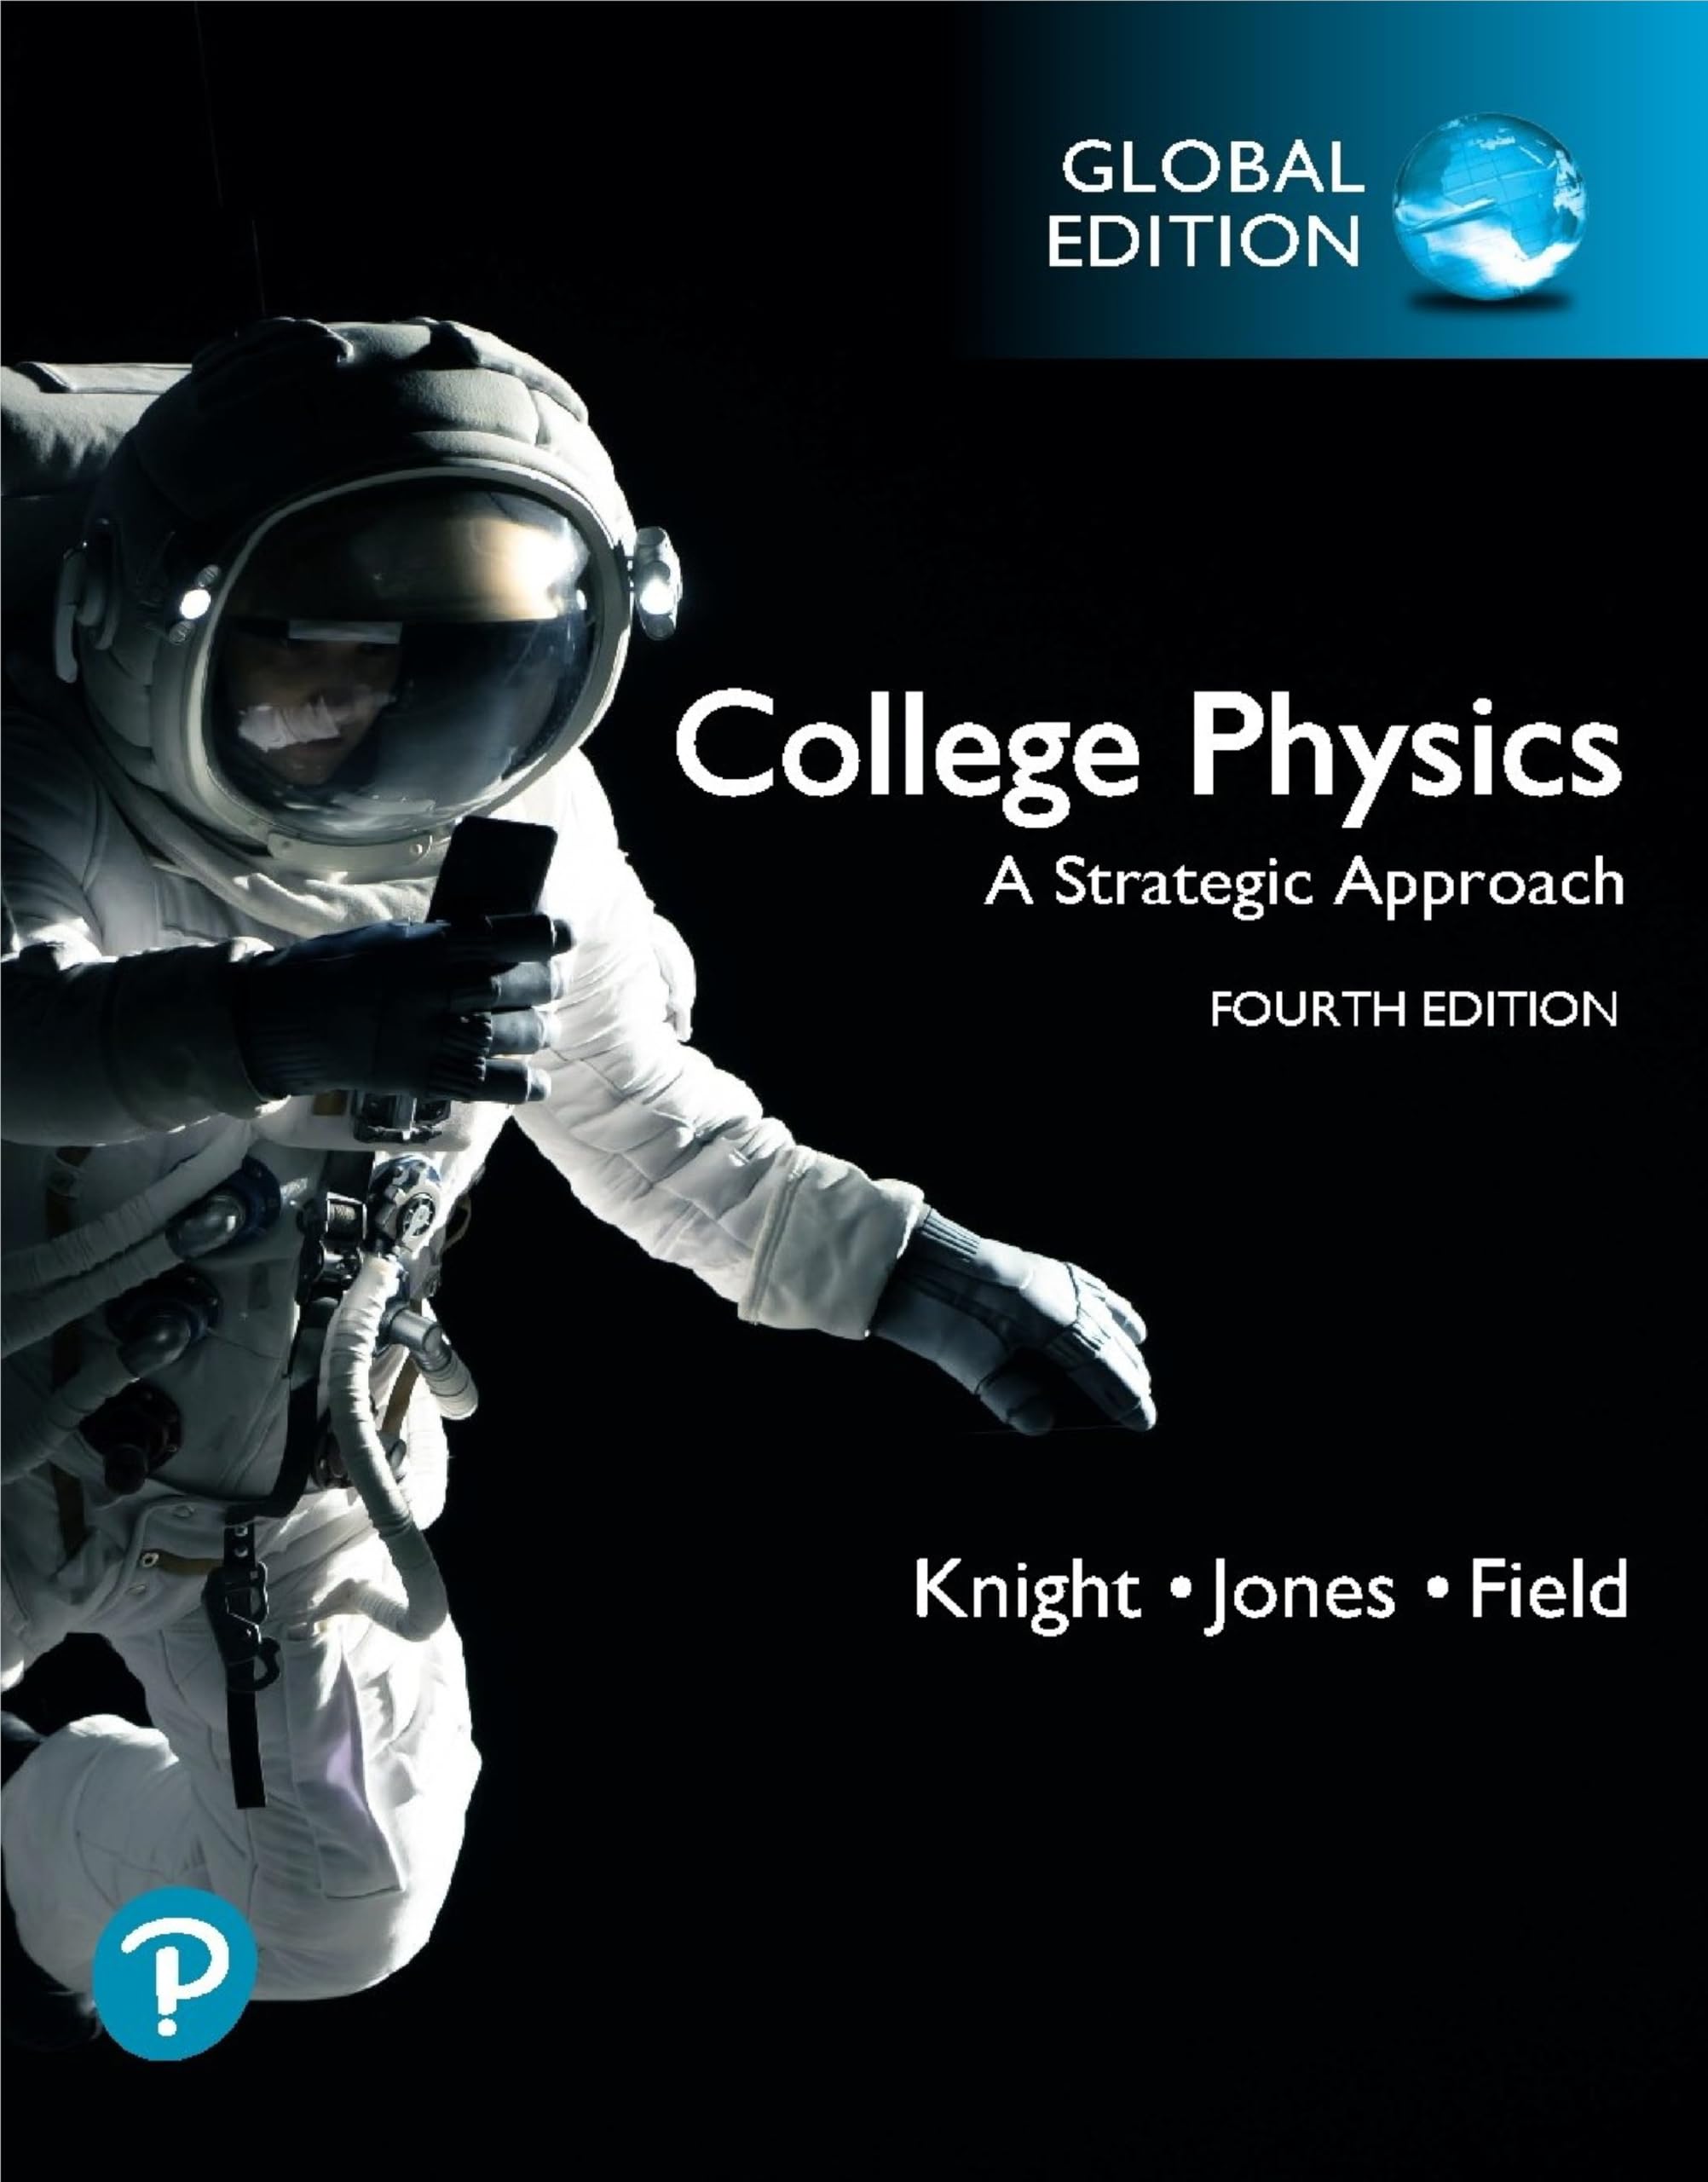 GLOBAL
EDITION
College Physics
A Strategic Approach
FOURTH EDITION
Knight • Jones • Field